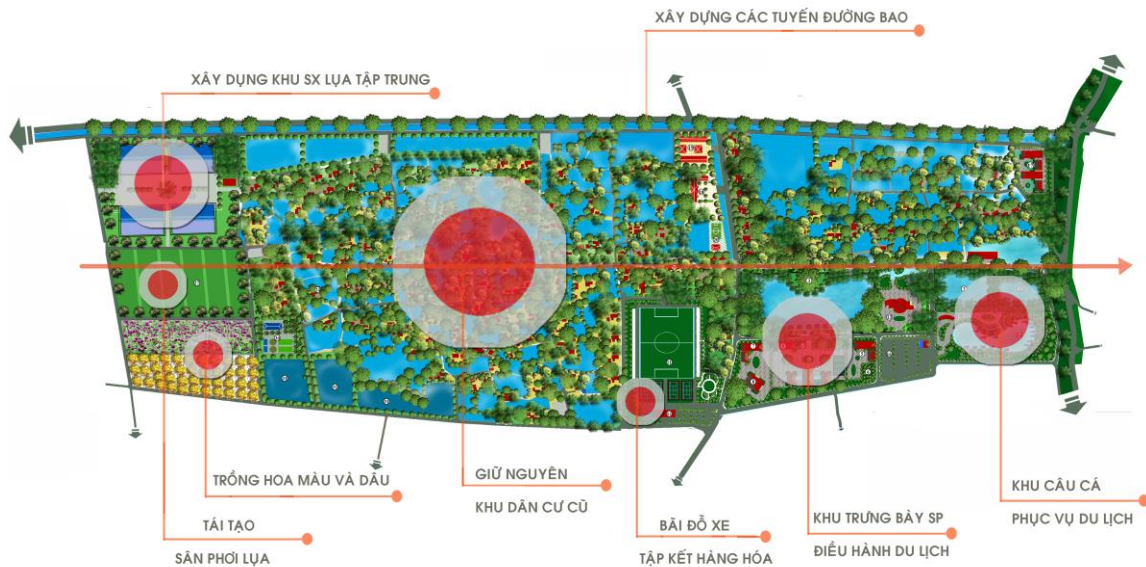 XÂY DỰNG CÁC TUYẾN ĐƯỜNG BAO
XÂY DỤNG KHU SX LỤA TẬP TRUNG
TRỒNG HOA MÀU VÀ DÂU
TÁI TẠO
SÂN PHƠI LỤA
GIỮ NGUYÊN
KHU DÂN CƯ CŨ
BÃI ĐỖ XE
TẬP KẾT HÀNG HÓA
KHU TRƯNG BÀY SP
ĐIỀU HÀNH DU LỊCH
KHU CÂU CÁ
PHỤC VỤ DU LỊCH